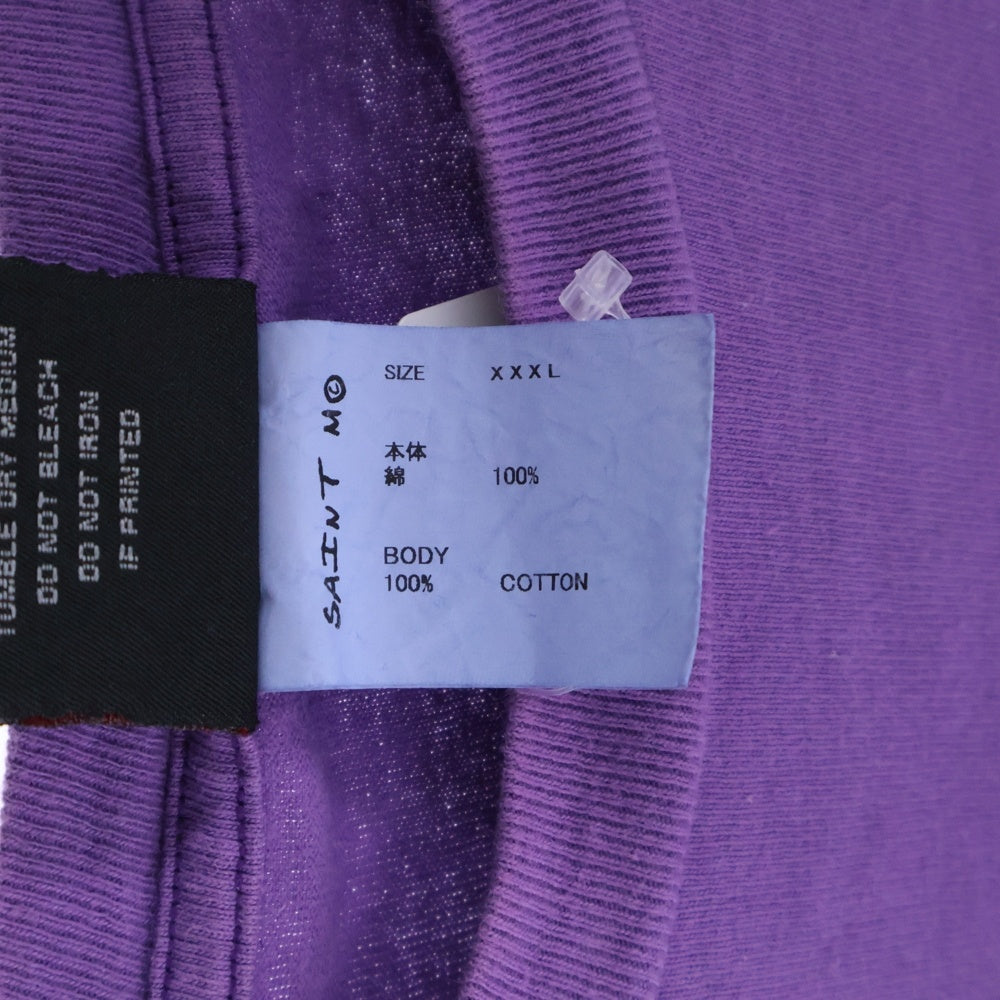 TUMBLE DRY MEDIUM
DO NOT BLEACH
DO NOT IRON
IF PRINTED
SAINT M©
SIZE XXXL
本体
綿 100%
BODY
100% COTTON